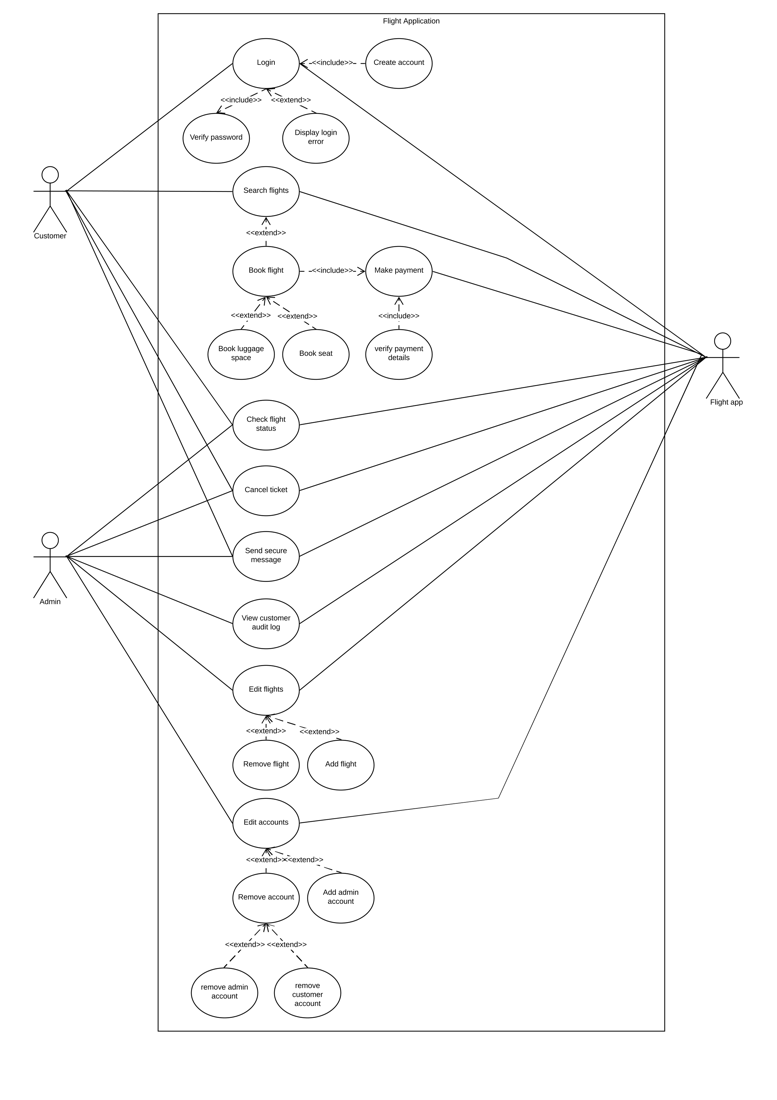 Flight Application
Login
<<include>>
Create account
<<include>>
<<extend>>
Verify password
Display login
error
Search flights
Customer
<<extend>>
Book flight
<<include>>
Make payment
<<extend>>
<<extend>>
<<include>>
Book luggage
space
Book seat
verify payment
details
Flight app
Check flight
status
Cancel ticket
Send secure
message
Admin
View customer
audit log
Edit flights
<<extend>>
<<extend>>
Remove flight
Add flight
Edit accounts
<<extend>>
<<extend>>
Remove account
Add admin
account
<<extend>>
<<extend>>
remove admin
account
remove
customer
account